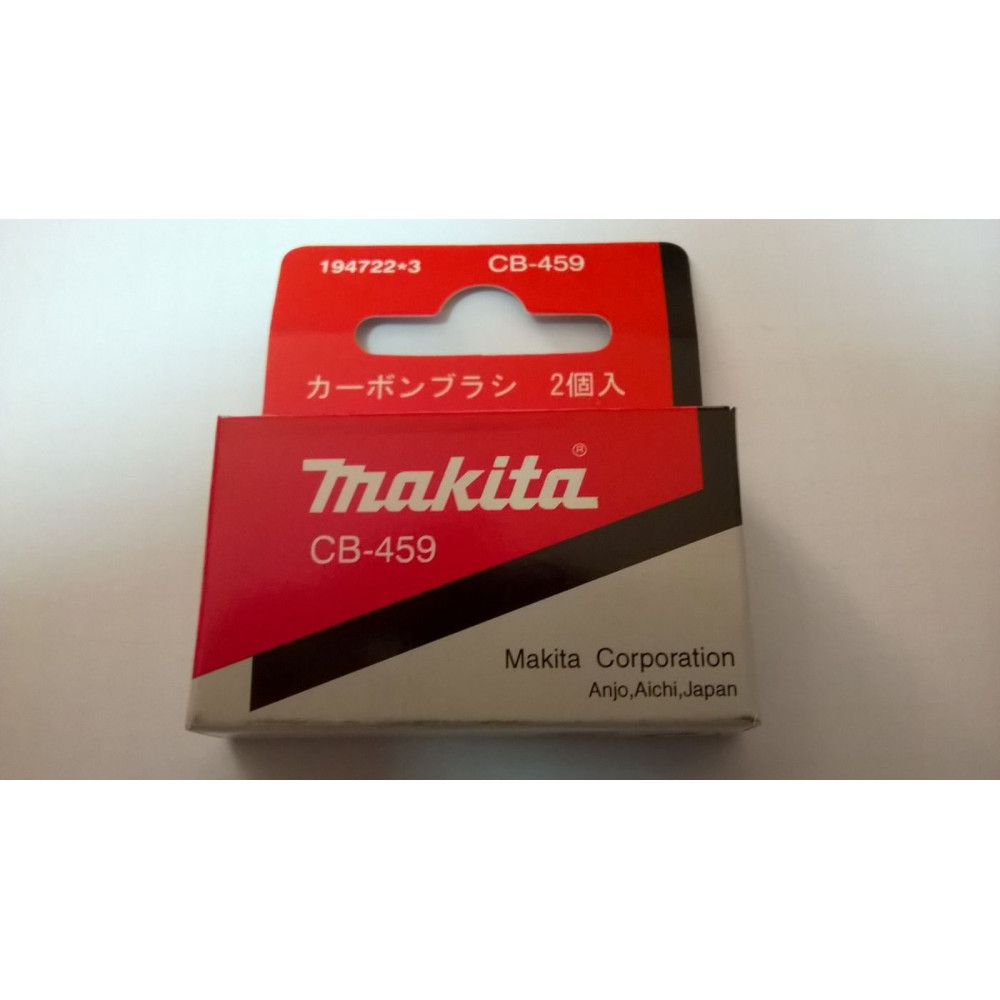 194722*3 CB-459
カーボンブラシ 2個入
makita®
CB-459
Makita Corporation
Anjo,Aichi,Japan